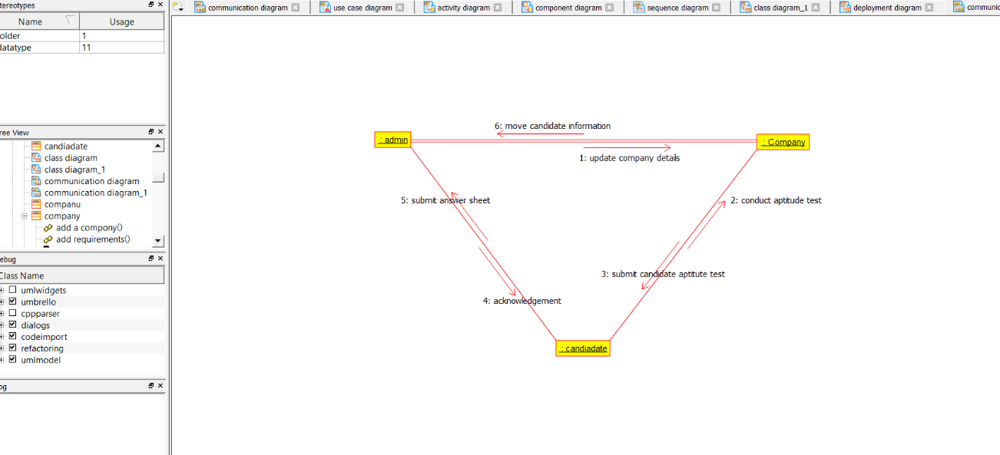 tereotypes
communication diagram
use case diagram
activity diagram
component diagram
sequence diagram
class diagram_1
deployment diagram
communic
Name
Usage
older
1
datatype
11
ree View
candiadate
class diagram
class diagram_1
communication diagram
communication diagram_1
companu
company
add a compony()
add requirements()
ebug
Class Name
umlwidgets
umbrello
cppparser
dialogs
codeimport
refactoring
umlmodel
og
6: move candidate information
: admin
: Company
1: update company details
5: submit answer sheet
2: conduct aptitude test
3: submit candidate aptitute test
4: acknowledgement
: candiadate